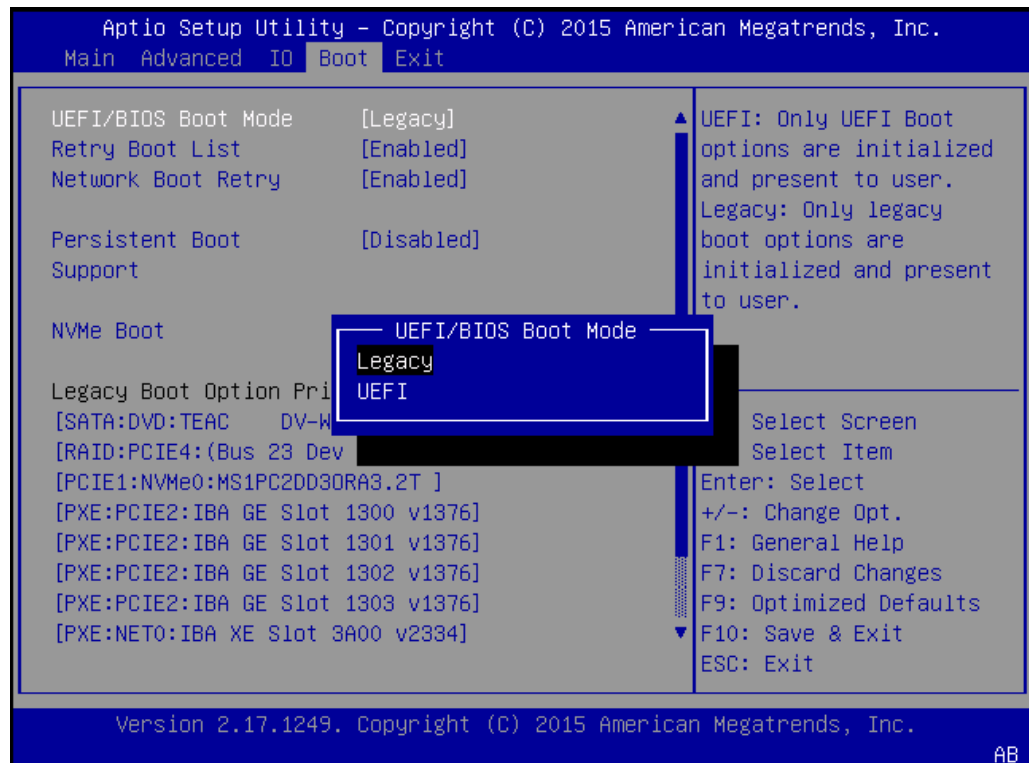 Aptio Setup Utility – Copyright (C) 2015 American Megatrends, Inc.
Main Advanced IO Boot Exit
UEFI/BIOS Boot Mode [Legacy]
Retry Boot List [Enabled]
Network Boot Retry [Enabled]
Persistent Boot [Disabled]
Support
NVMe Boot
Legacy Boot Option Pri
[SATA:DVD:TEAC DV-W
[RAID:PCIE4:(Bus 23 Dev
[PCIE1:NVMe0:MS1PC2DD3ORA3.2T ]
[PXE:PCIE2:IBA GE Slot 1300 v1376]
[PXE:PCIE2:IBA GE Slot 1301 v1376]
[PXE:PCIE2:IBA GE Slot 1302 v1376]
[PXE:PCIE2:IBA GE Slot 1303 v1376]
[PXE:NET0:IBA XE Slot 3A00 v2334]
UEFI/BIOS Boot Mode
Legacy
UEFI
UEFI: Only UEFI Boot
options are initialized
and present to user.
Legacy: Only legacy
boot options are
initialized and present
to user.
Select Screen
Select Item
Enter: Select
+/-: Change Opt.
F1: General Help
F7: Discard Changes
F9: Optimized Defaults
F10: Save & Exit
ESC: Exit
Version 2.17.1249. Copyright (C) 2015 American Megatrends, Inc.
AB